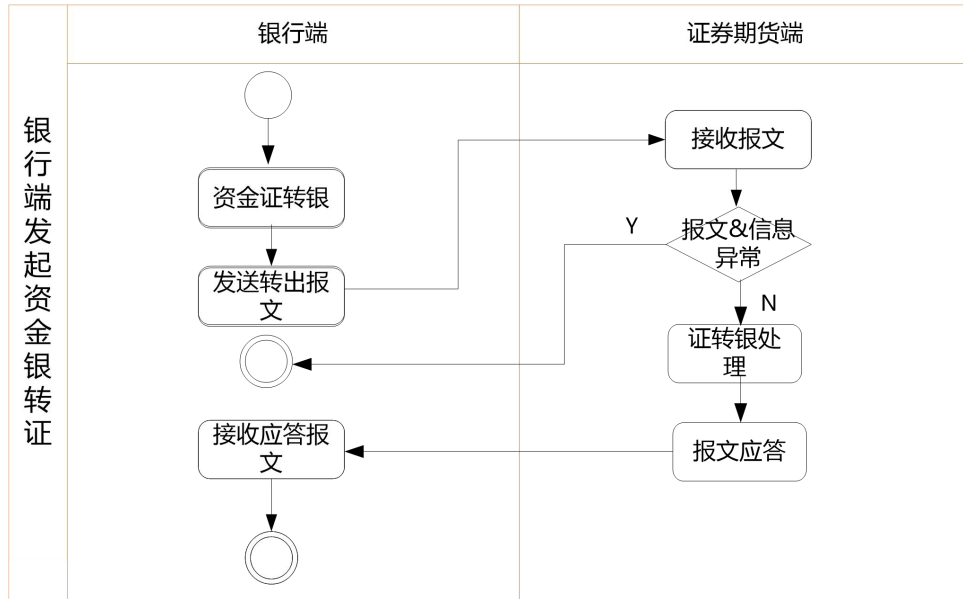 银行端
证券期货端
银行端发起资金银转证
接收报文
资金证转银
Y
报文&信息
异常
发送转出报
文
N
证转银处
理
接收应答报
文
报文应答